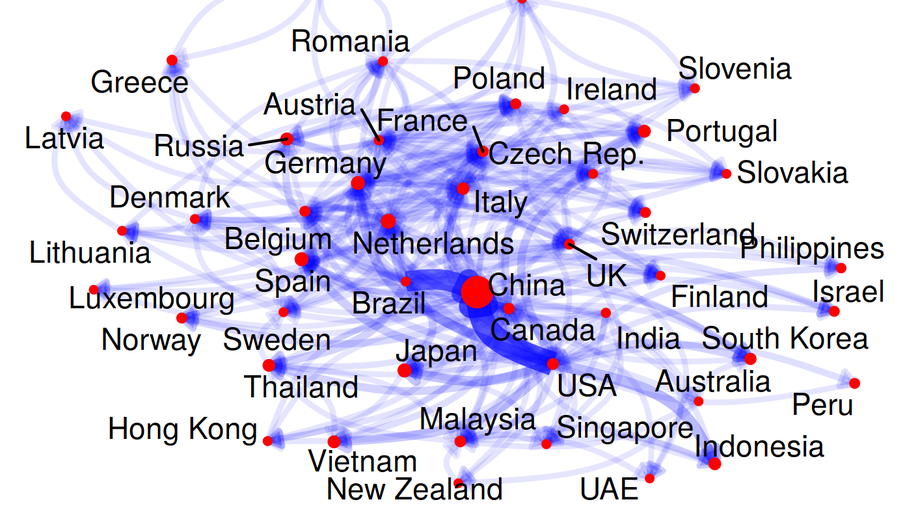 Romania
Slovenia
Greece
Poland
Ireland
Austria
France
Latvia
Russia
Portugal
Germany
Czech Rep.
Slovakia
Denmark
Italy
Belgium
Netherlands
Switzerland
Philippines
Lithuania
Spain
UK
China
Luxembourg
Brazil
Finland
Israel
Norway
Sweden
Canada
India
South Korea
Japan
Thailand
USA
Australia
Peru
Hong Kong
Malaysia
Singapore
Indonesia
Vietnam
New Zealand
UAE